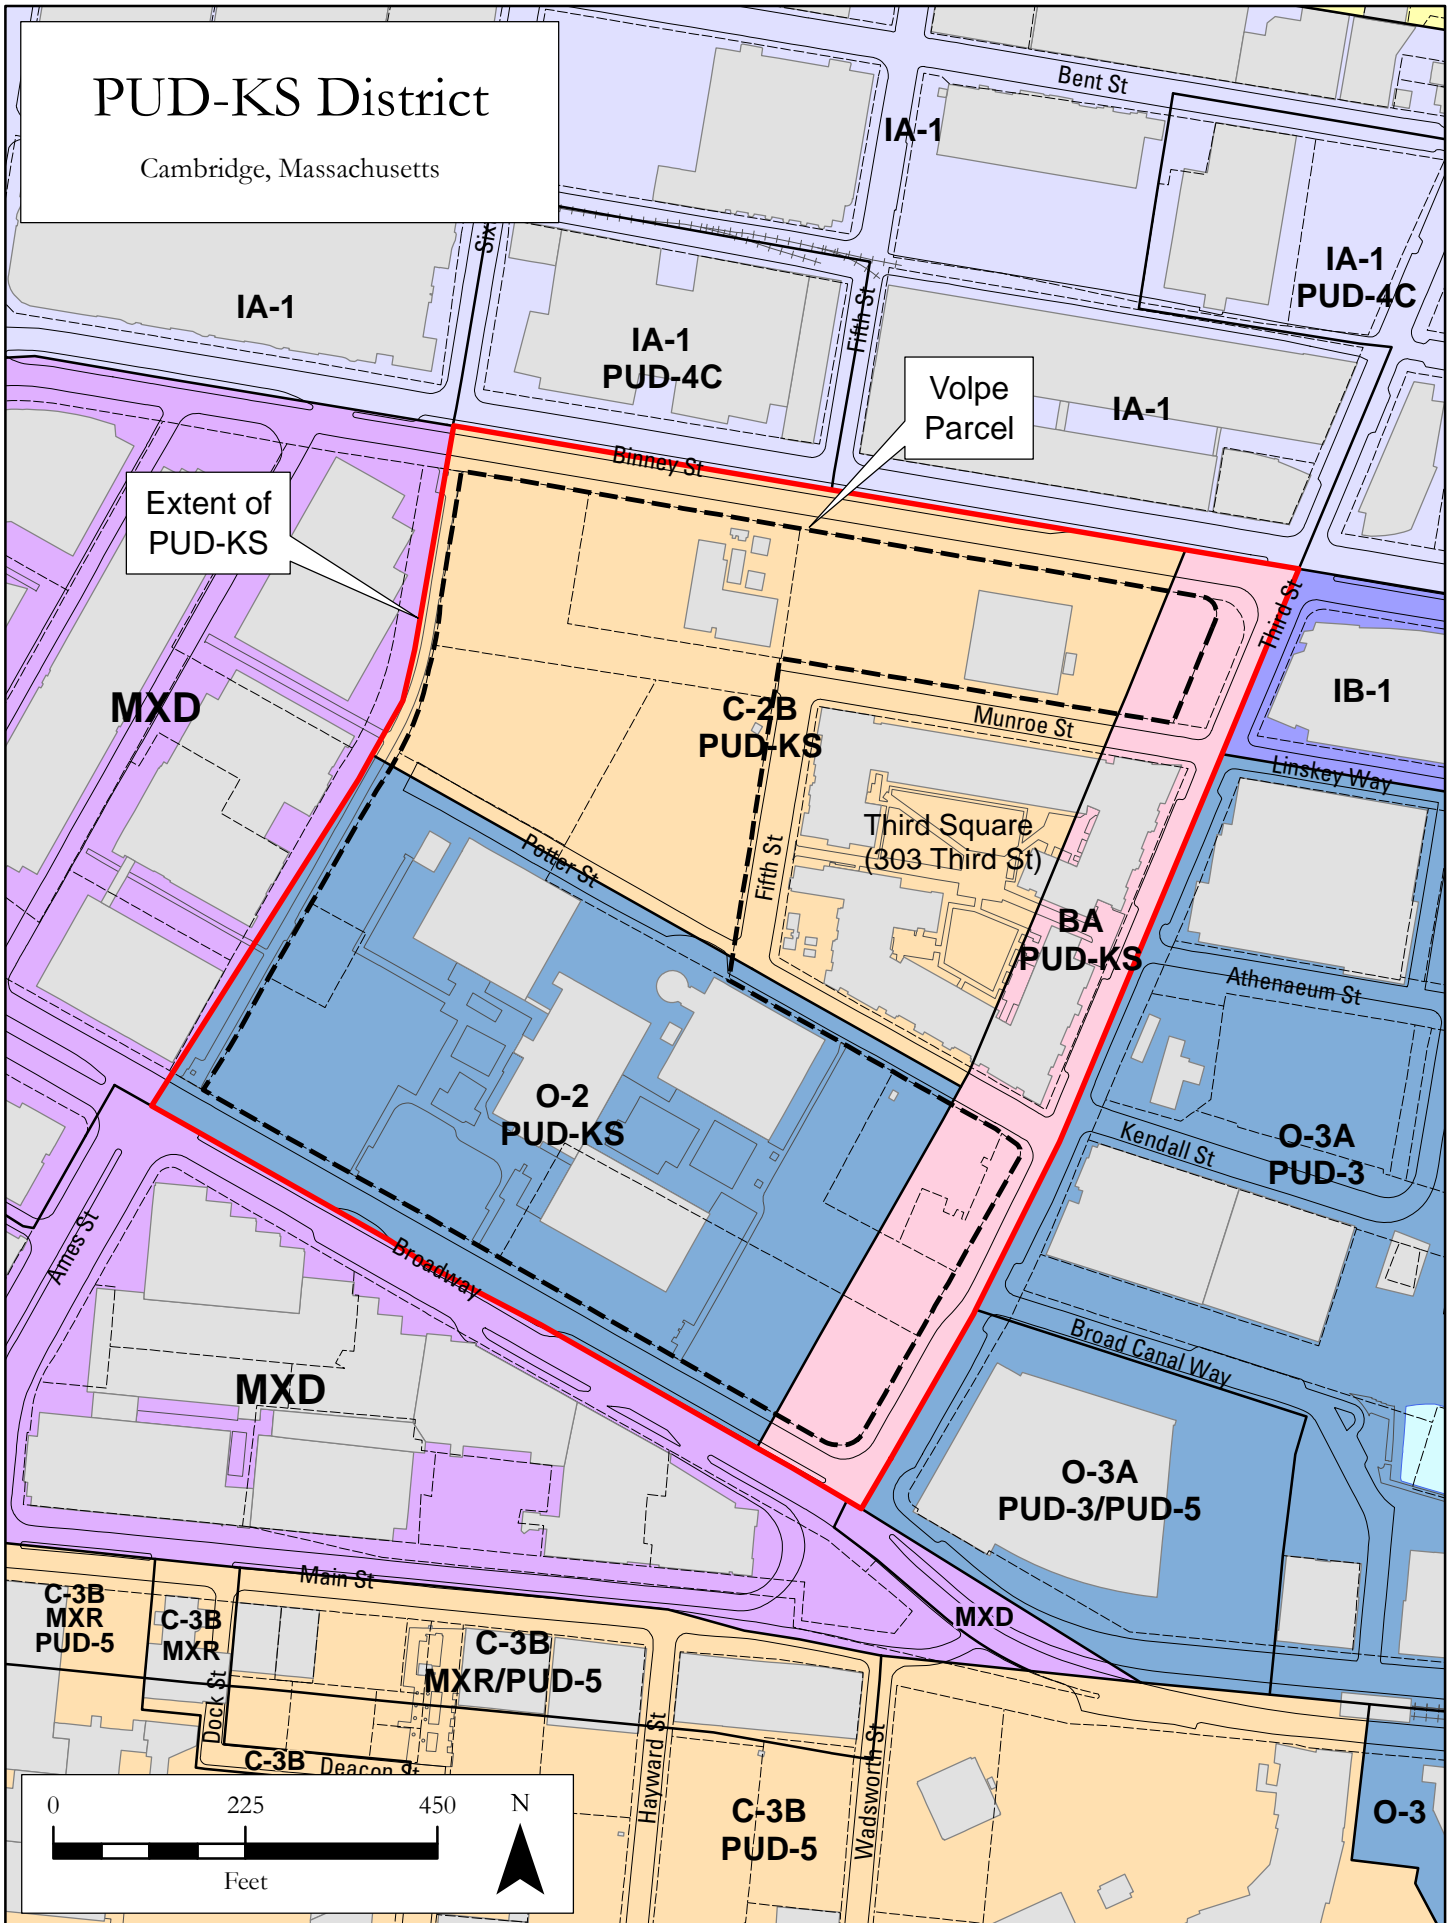 PUD-KS District
Cambridge, Massachusetts
Bent St
IA-1
IA-1
PUD-4C
Six
IA-1
IA-1
PUD-4C
Fifth St
Volpe
Parcel
IA-1
Binney St
Extent of
PUD-KS
Third St
MXD
C-2B
PUD-KS
Munroe St
IB-1
Linskey Way
Third Square
(303 Third St)
Potter St
Fifth St
BA
PUD-KS
Athenaeum St
O-2
PUD-KS
Kendall St
O-3A
PUD-3
Ames St
Broadway
Broad Canal Way
MXD
O-3A
PUD-3/PUD-5
Main St
C-3B
MXR
PUD-5
C-3B
MXR
MXD
C-3B
MXR/PUD-5
Dock St
Hayward St
Wadsworth St
C-3B
Deacon St
C-3B
PUD-5
O-3
0 225 450
Feet
N